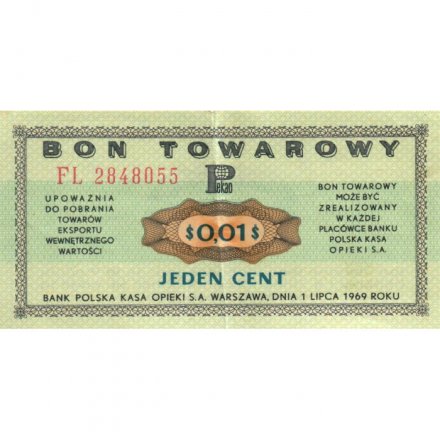 BON TOWAROWY
FL 2848055
Pekao
UPOWAŻNIA
DO POBRANIA
TOWARÓW
EKSPORTU
WEWNĘTRZNEGO
WARTOŚCI
$0,01$
BON TOWAROWY
MOŻE BYĆ
ZREALIZOWANY
W KAŻDEJ
PLACÓWCE BANKU
POLSKA KASA
OPIEKI S.A.
JEDEN CENT
BANK POLSKA KASA OPIEKI S.A. WARSZAWA, DNIA 1 LIPCA 1969 ROKU